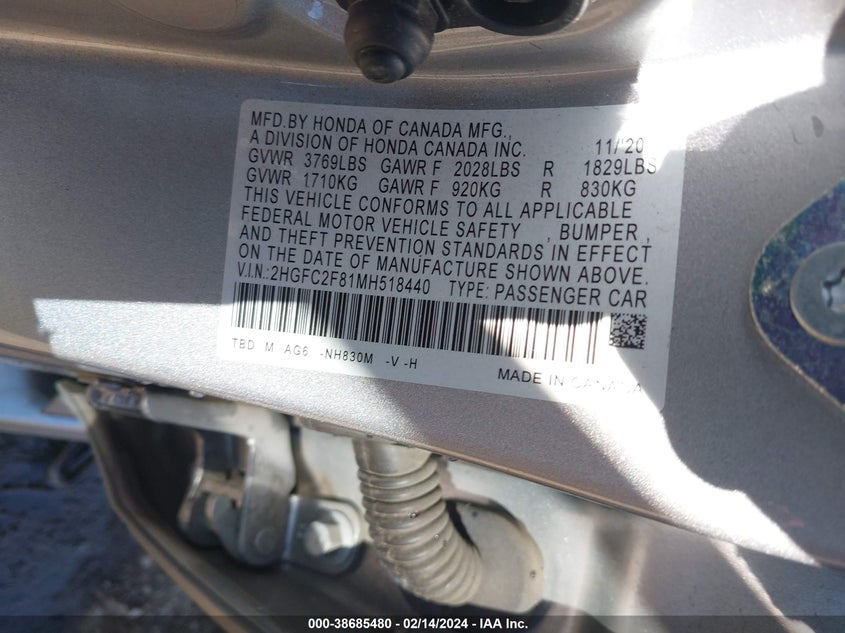 MFD.BY HONDA OF CANADA MFG.,
A DIVISION OF HONDA CANADA INC. 11/'20
GVWR 3769LBS GAWR F 2028LBS R 1829LBS
GVWR 1710KG GAWR F 920KG R 830KG
THIS VEHICLE CONFORMS TO ALL APPLICABLE
FEDERAL MOTOR VEHICLE SAFETY , BUMPER ,
AND THEFT PREVENTION STANDARDS IN EFFECT
ON THE DATE OF MANUFACTURE SHOWN ABOVE.
V.I.N.:2HGFC2F81MH518440 TYPE: PASSENGER CAR
TBD M AG6 -NH830M -V -H
MADE IN CANADA
000-38685480 - 02/14/2024 - IAA Inc.